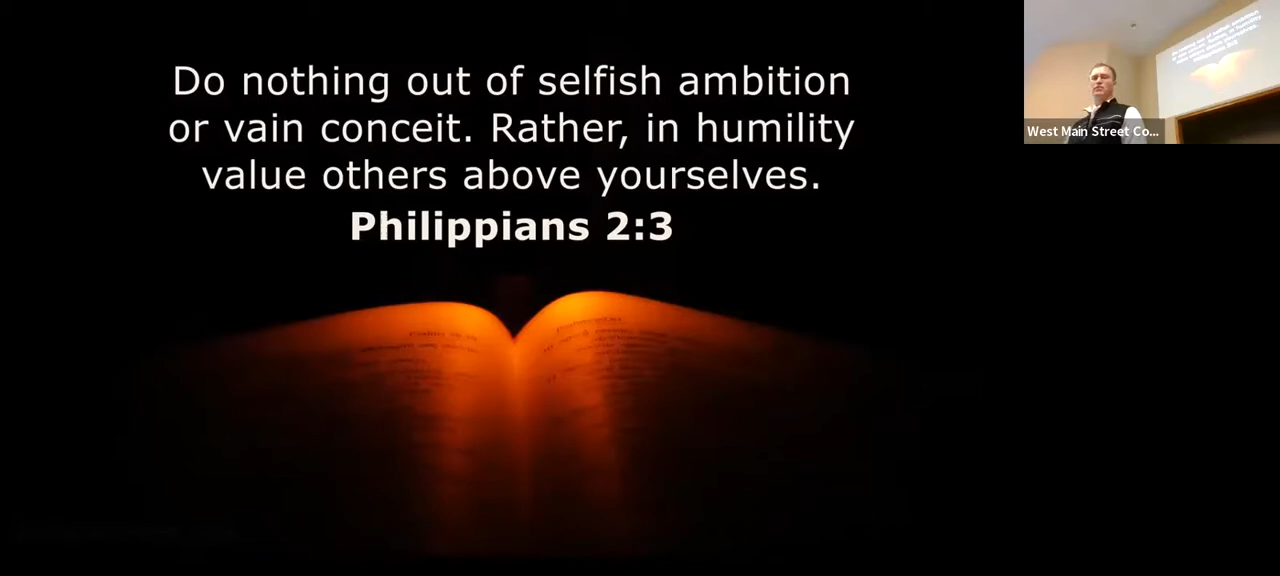 Do nothing out of selfish ambition
or vain conceit. Rather, in humility
value others above yourselves.
Philippians 2:3
West Main Street Co...